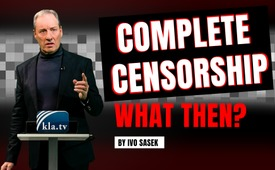 COMPLETE
CENSORSHIP
WHAT THEN?
BY IVO SASEK
kla.tv